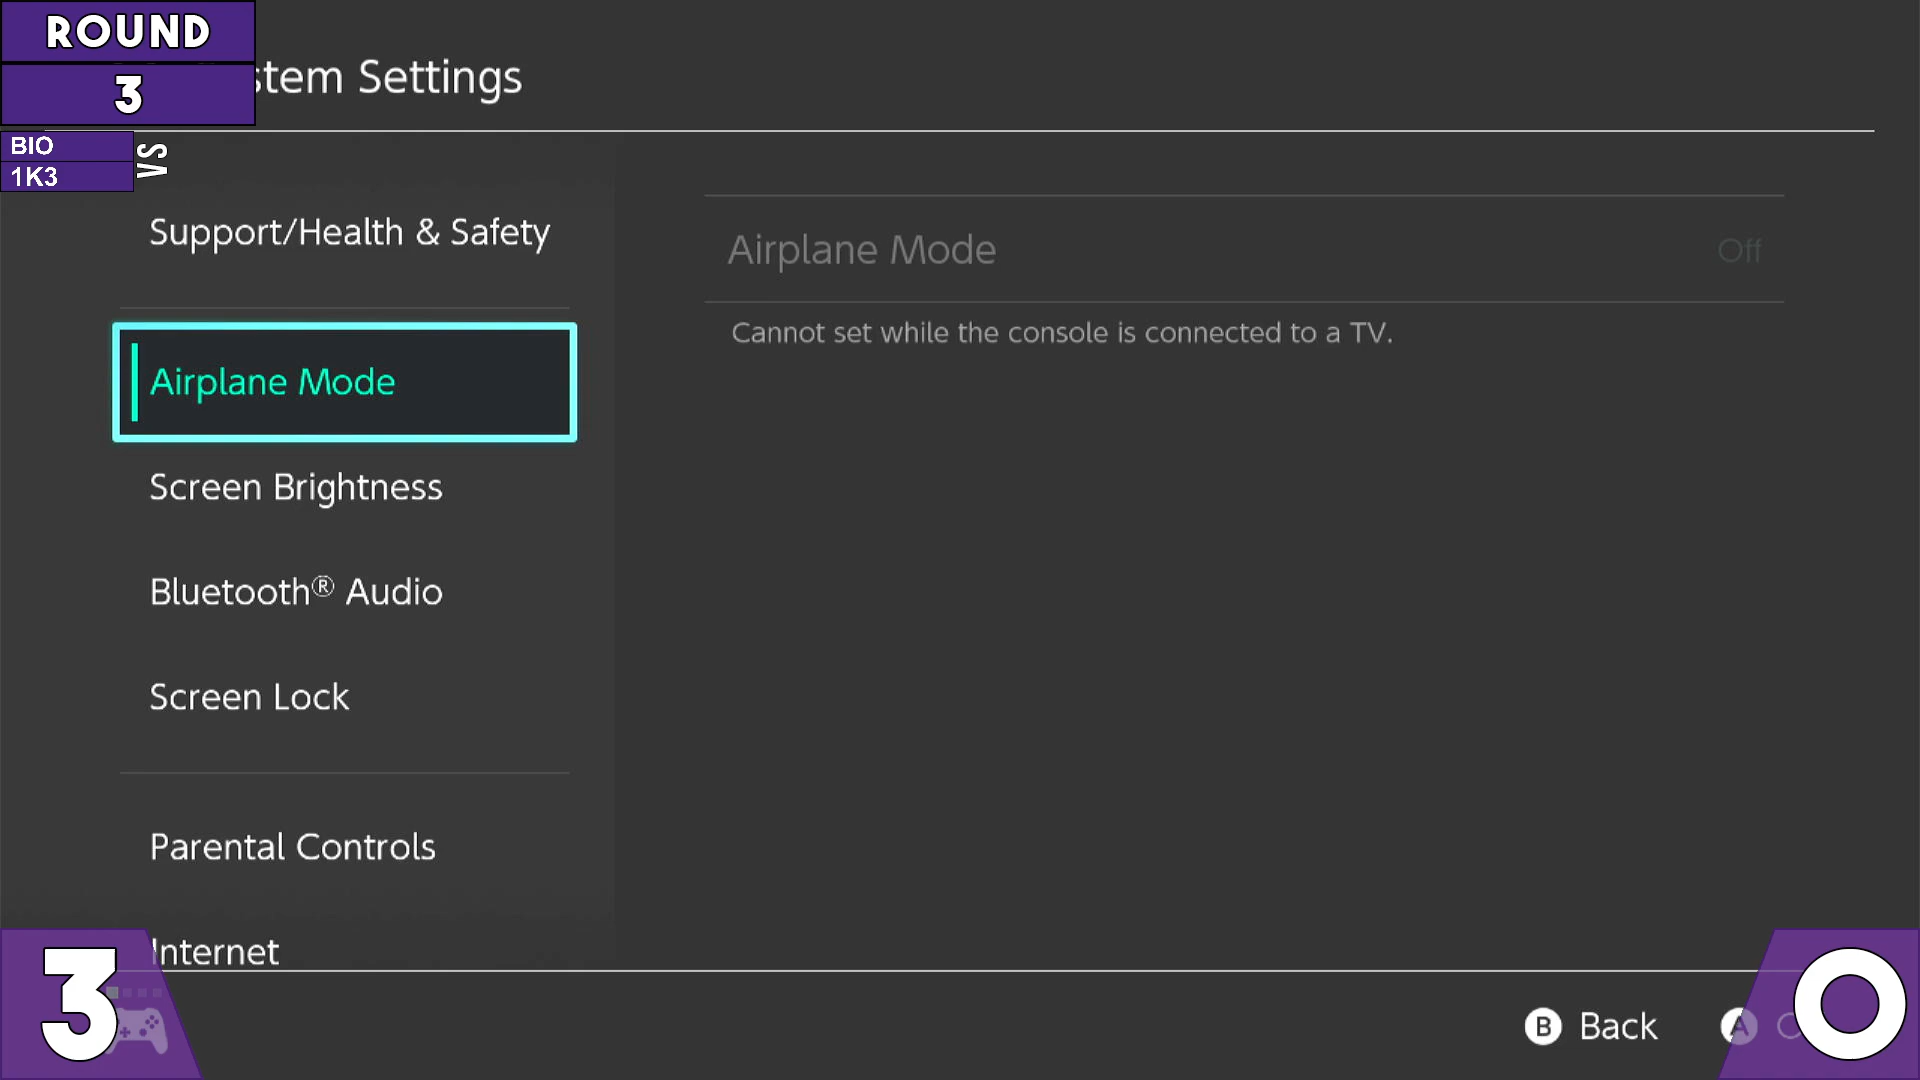 ROUND
3
stem Settings
BIO
1K3
VS
Support/Health & Safety
Airplane Mode
Screen Brightness
Bluetooth® Audio
Screen Lock
Parental Controls
Internet
Airplane Mode Off
Cannot set while the console is connected to a TV.
3
B Back A
0